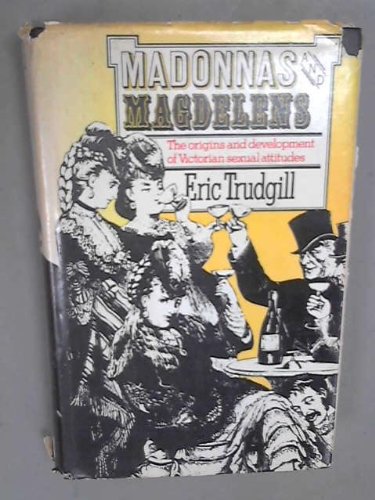 MADONNAS AND
MAGDELENS
The origins and development
of Victorian sexual attitudes
Eric Trudgill